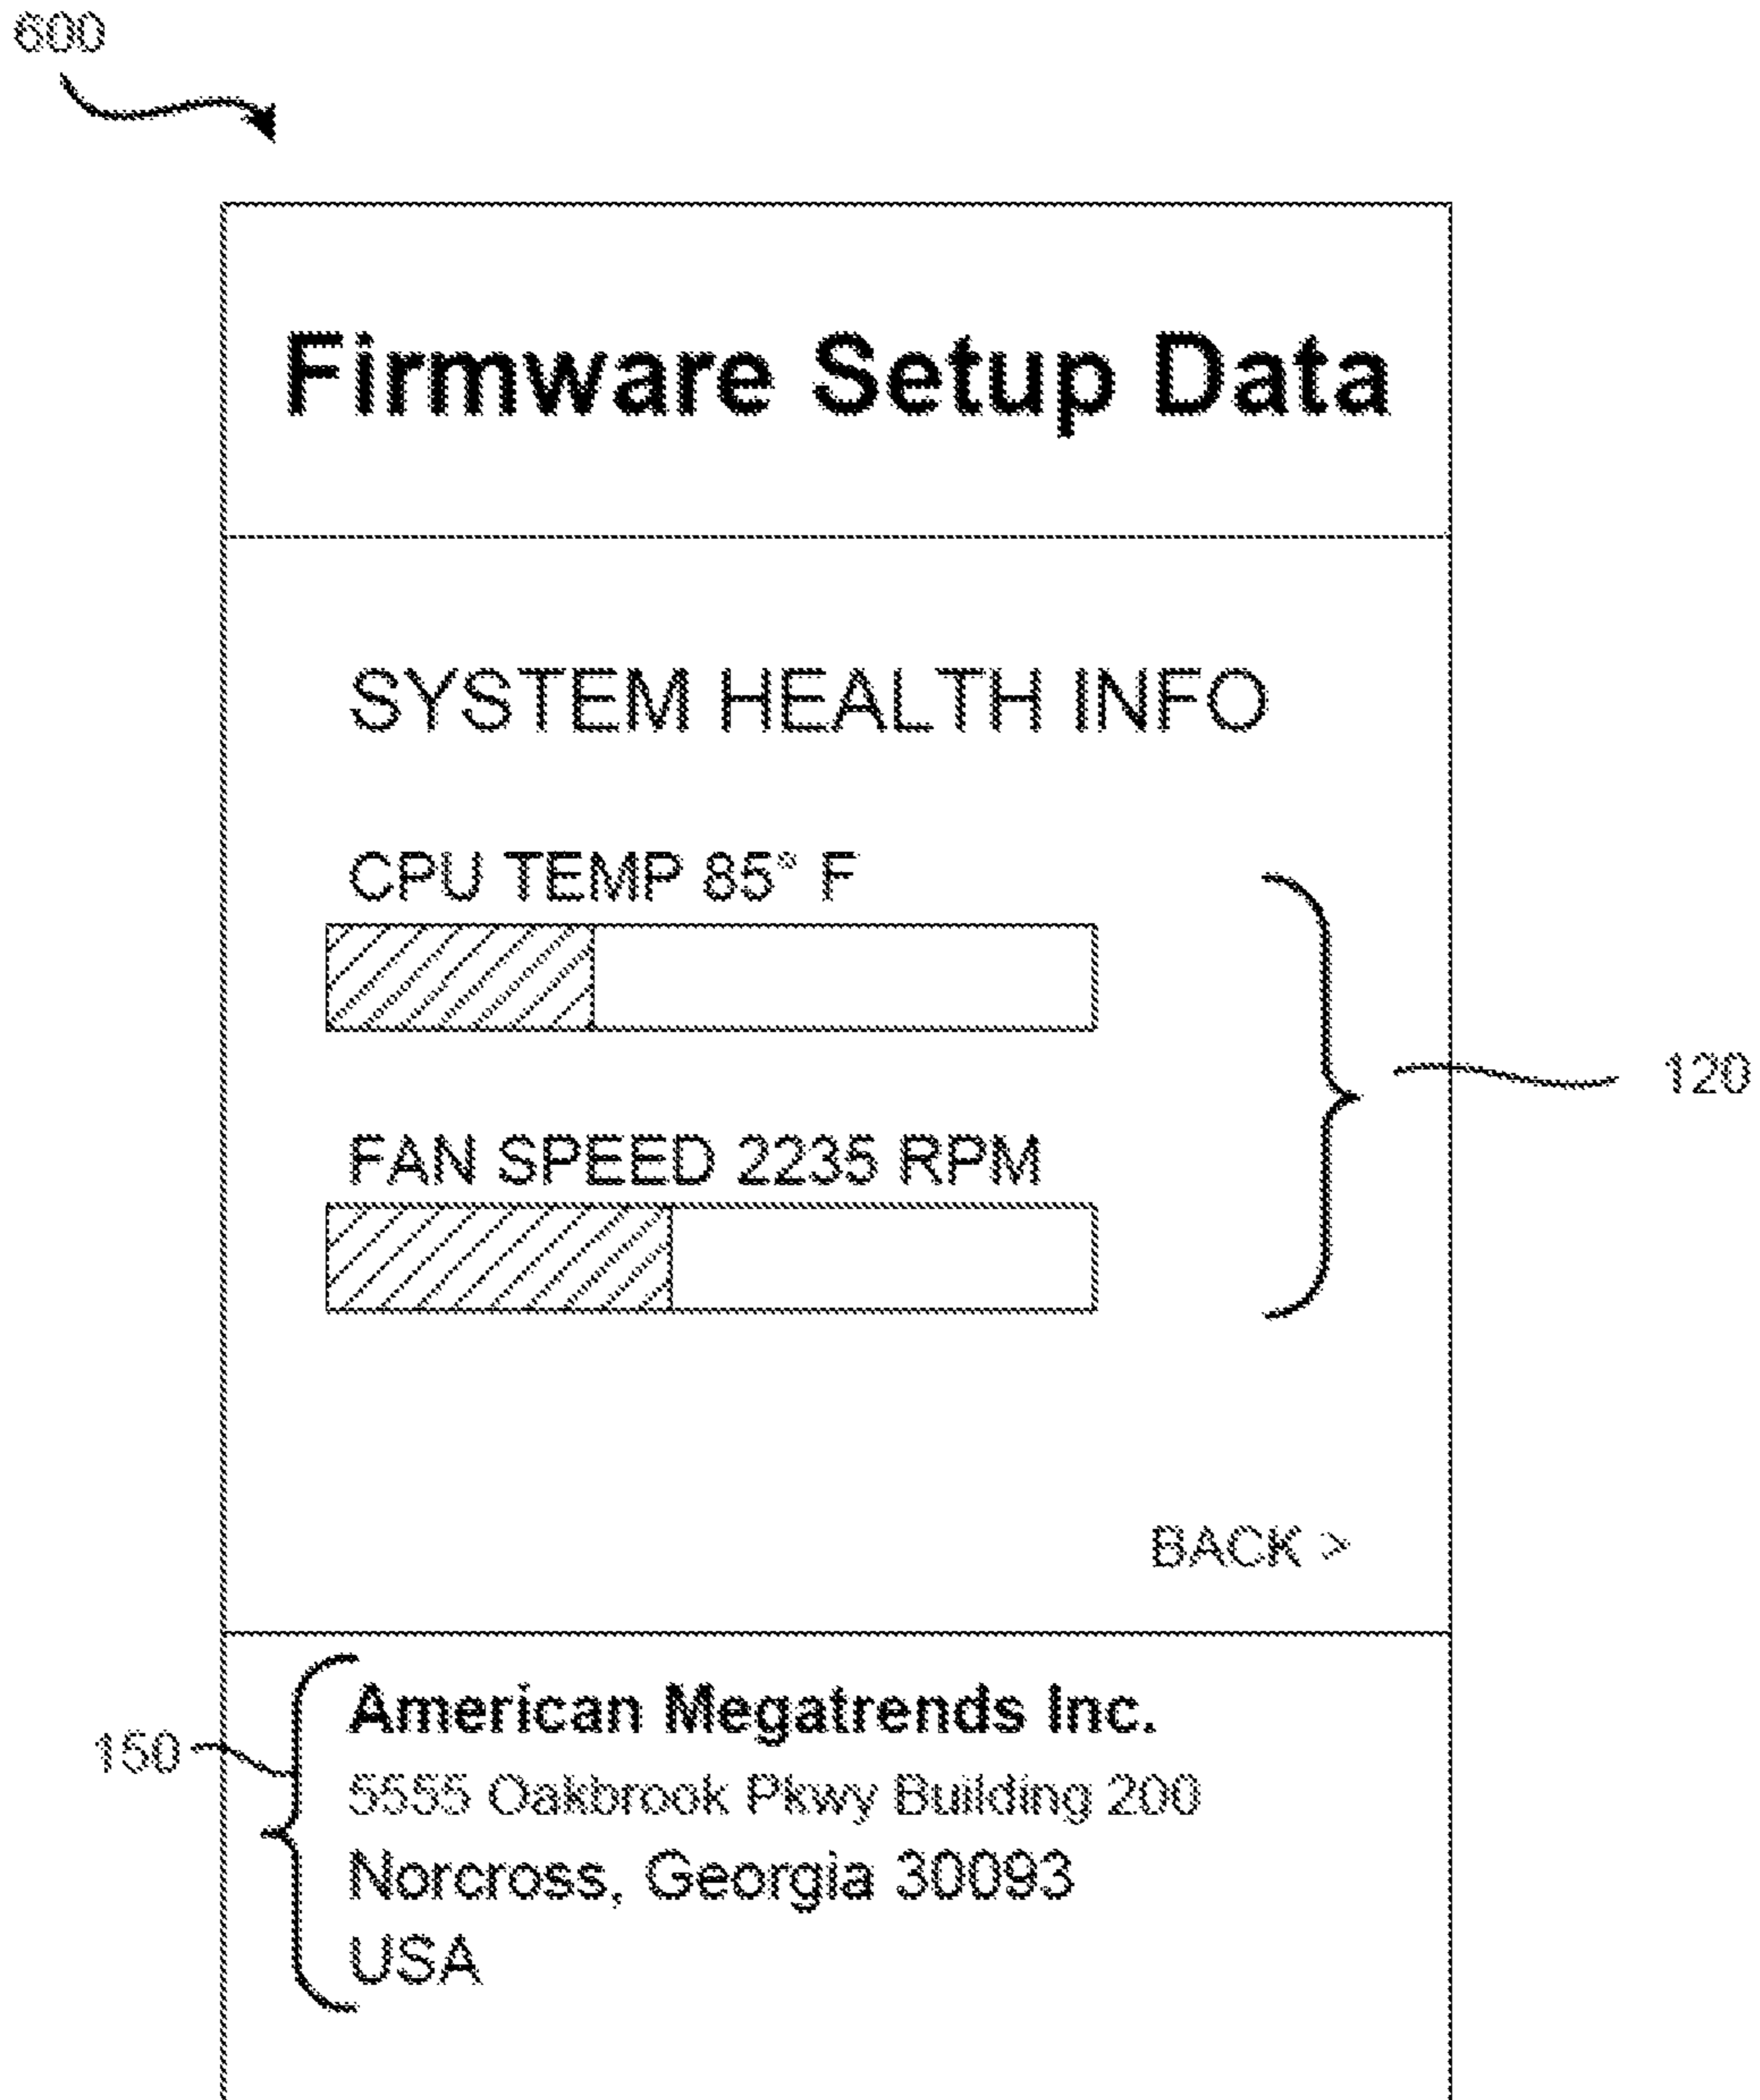 600
Firmware Setup Data
SYSTEM HEALTH INFO
CPU TEMP 85° F
120
FAN SPEED 2235 RPM
BACK >
150
American Megatrends Inc.
5555 Oakbrook Pkwy Building 200
Norcross, Georgia 30093
USA